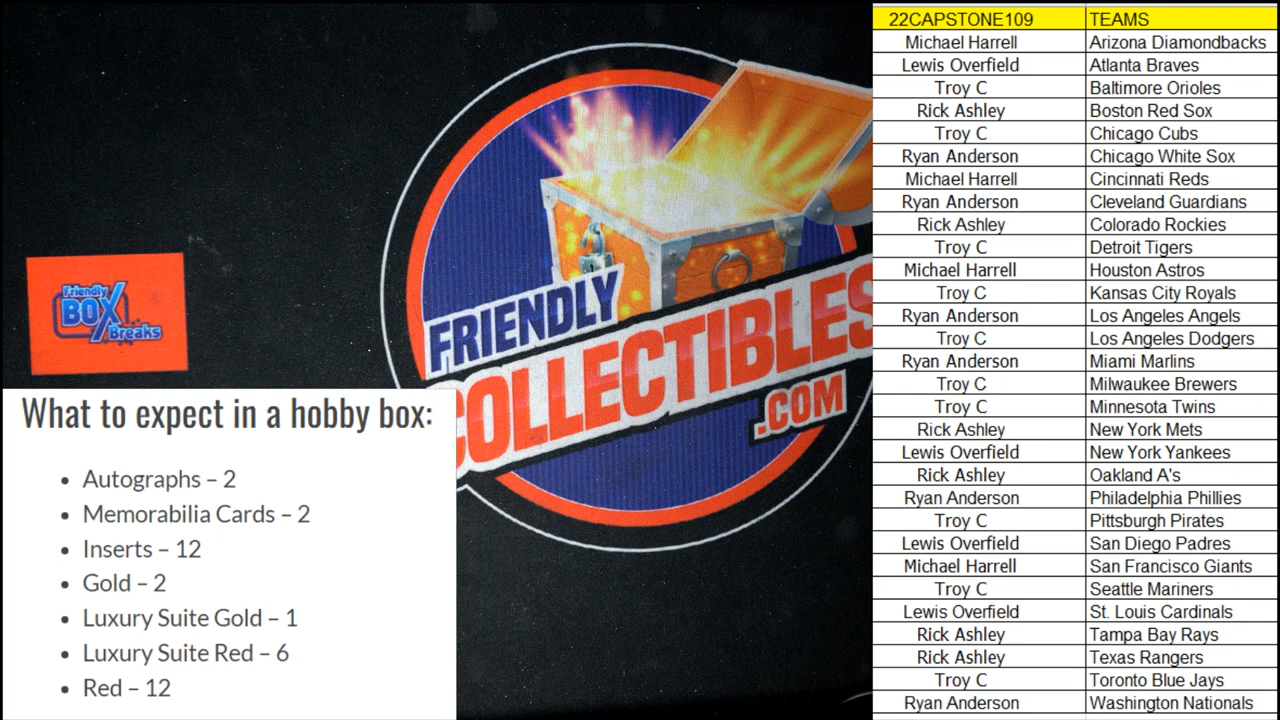 Friendly
BOX
Breaks
FRIENDLY
COLLECTIBLES
.COM
What to expect in a hobby box:
• Autographs – 2
• Memorabilia Cards – 2
• Inserts – 12
• Gold – 2
• Luxury Suite Gold – 1
• Luxury Suite Red – 6
• Red – 12
22CAPSTONE109 TEAMS
Michael Harrell Arizona Diamondbacks
Lewis Overfield Atlanta Braves
Troy C Baltimore Orioles
Rick Ashley Boston Red Sox
Troy C Chicago Cubs
Ryan Anderson Chicago White Sox
Michael Harrell Cincinnati Reds
Ryan Anderson Cleveland Guardians
Rick Ashley Colorado Rockies
Troy C Detroit Tigers
Michael Harrell Houston Astros
Troy C Kansas City Royals
Ryan Anderson Los Angeles Angels
Troy C Los Angeles Dodgers
Ryan Anderson Miami Marlins
Troy C Milwaukee Brewers
Troy C Minnesota Twins
Rick Ashley New York Mets
Lewis Overfield New York Yankees
Rick Ashley Oakland A's
Ryan Anderson Philadelphia Phillies
Troy C Pittsburgh Pirates
Lewis Overfield San Diego Padres
Michael Harrell San Francisco Giants
Troy C Seattle Mariners
Lewis Overfield St. Louis Cardinals
Rick Ashley Tampa Bay Rays
Rick Ashley Texas Rangers
Troy C Toronto Blue Jays
Ryan Anderson Washington Nationals